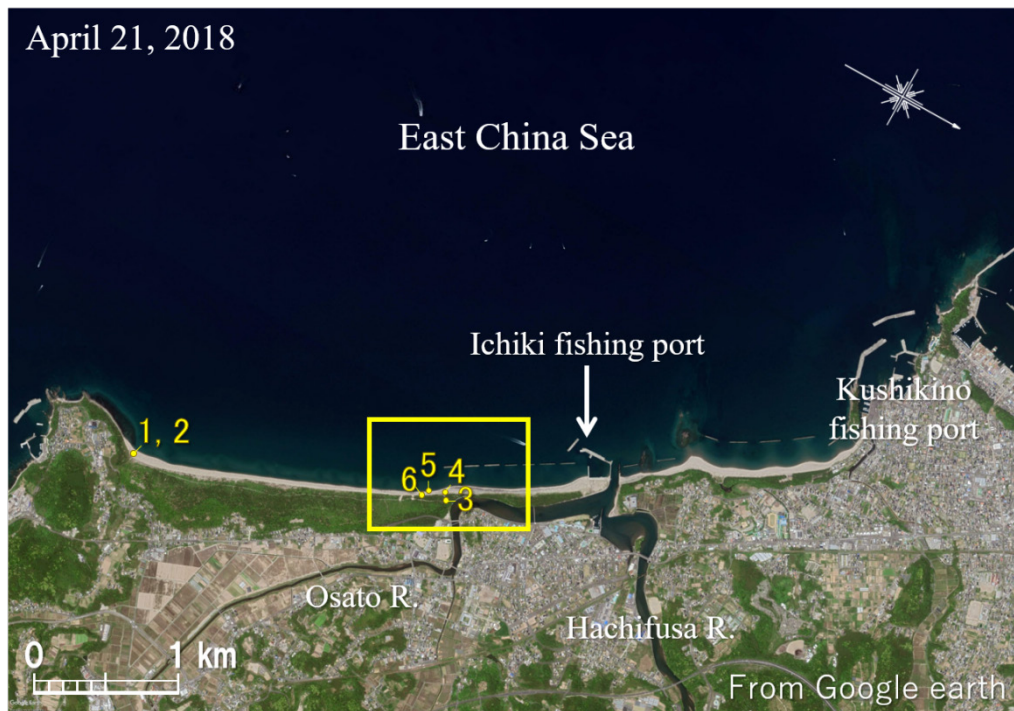 April 21, 2018
East China Sea
Ichiki fishing port
Kushikino
fishing port
1, 2
5
4
6
3
Osato R.
Hachifusa R.
0
1 km
From Google earth